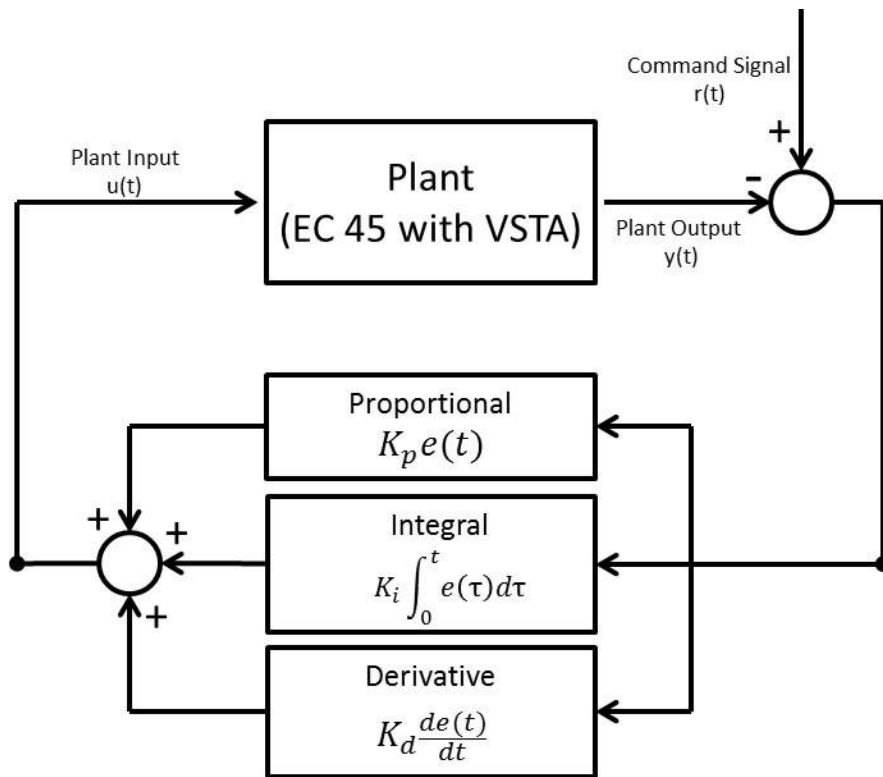 Command Signal
r(t)
+
Plant Input
u(t)
Plant
(EC 45 with VSTA)
-
Plant Output
y(t)
Proportional
K_p e(t)
+
+
Integral
K_i ∫_0^t e(τ)dτ
+
Derivative
K_d de(t)/dt